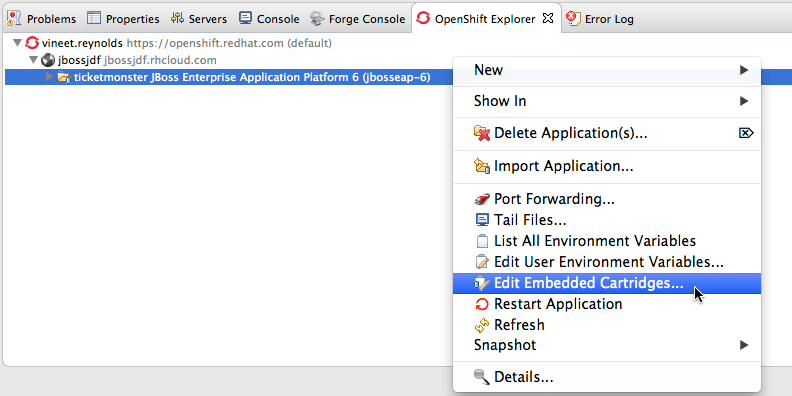 Problems Properties Servers Console Forge Console OpenShift Explorer Error Log
vineet.reynolds https://openshift.redhat.com (default)
jbossjdf jbossjdf.rhcloud.com
ticketmonster JBoss Enterprise Application Platform 6 (jbosseap-6)
New
Show In
Delete Application(s)...
Import Application...
Port Forwarding...
Tail Files...
List All Environment Variables
Edit User Environment Variables...
Edit Embedded Cartridges...
Restart Application
Refresh
Snapshot
Details...